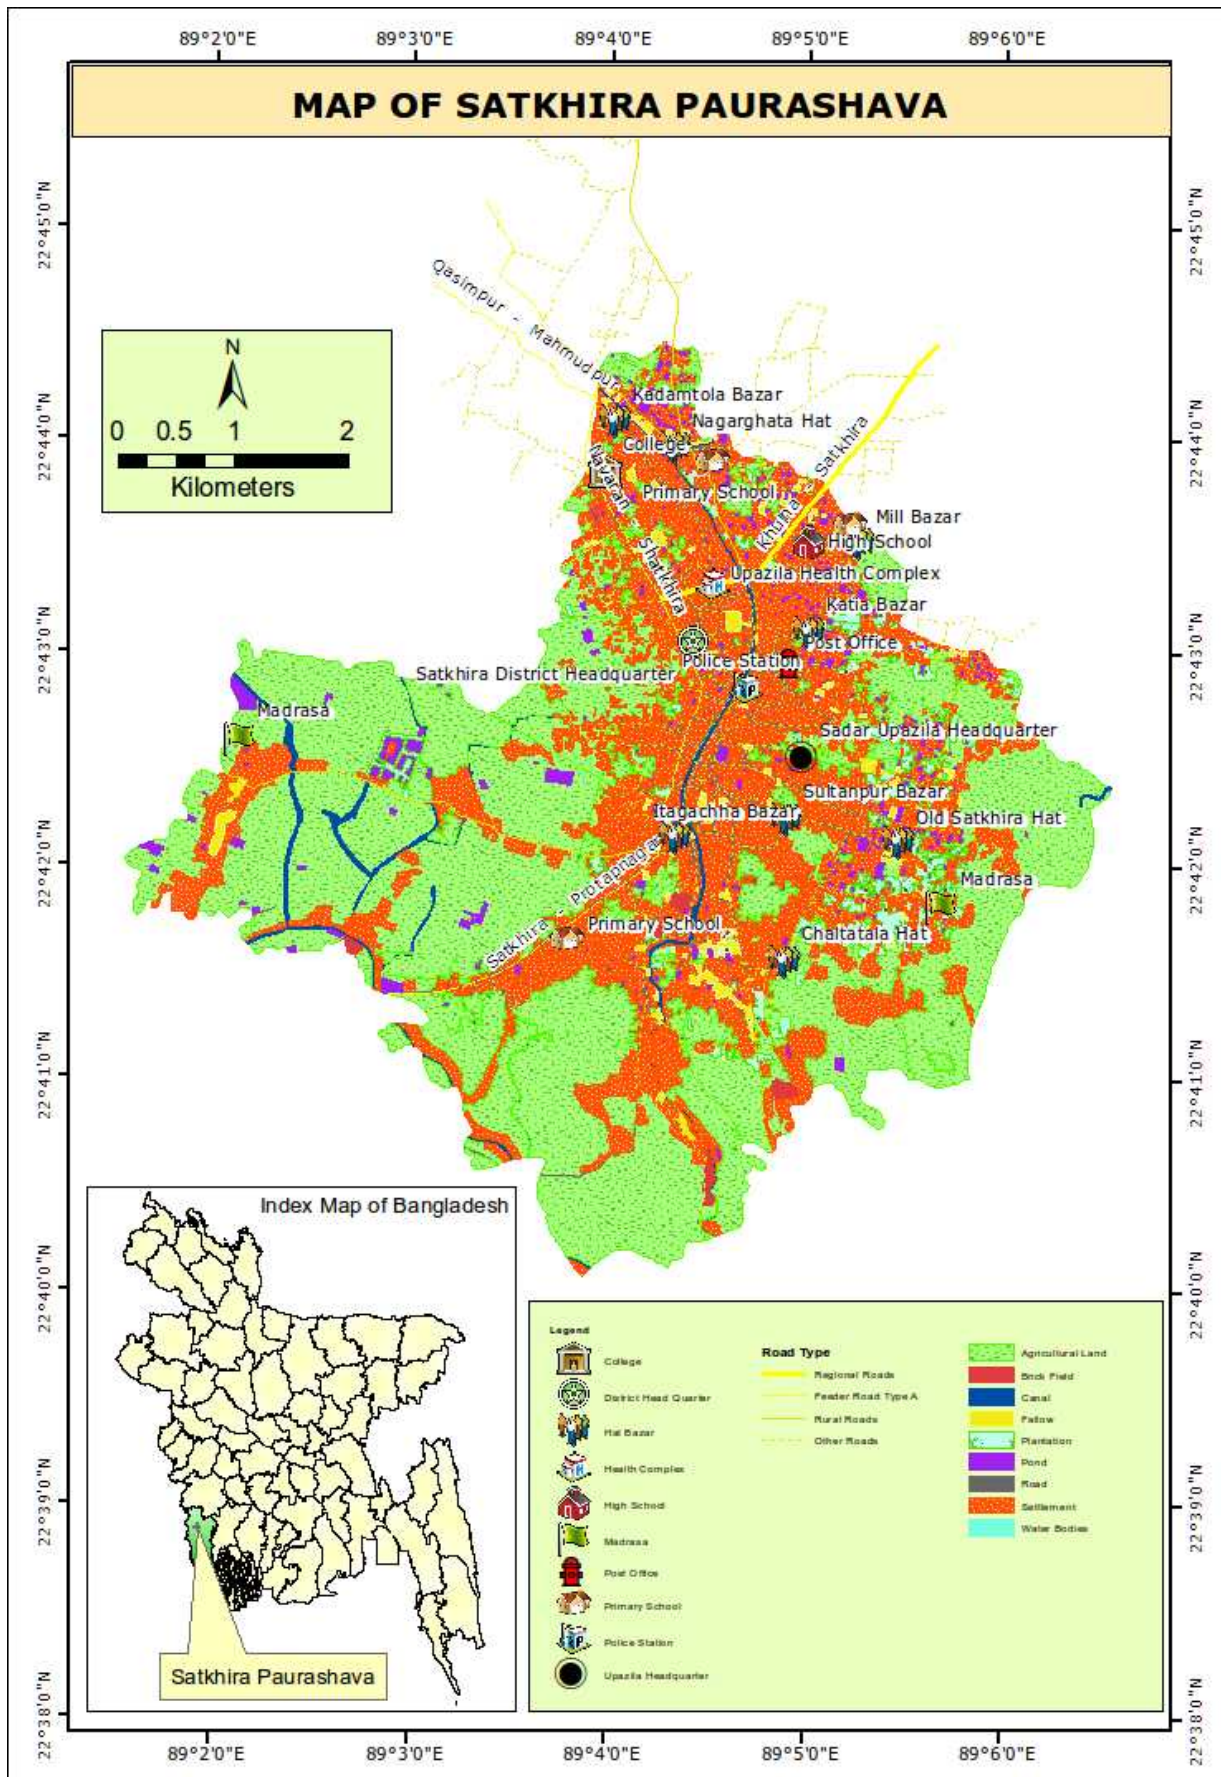 89°2'0"E 89°3'0"E 89°4'0"E 89°5'0"E 89°6'0"E
MAP OF SATKHIRA PAURASHAVA
22°45'0"N
22°45'0"N
Qasimpur - Mahmudpur
N
0 0.5 1 2
Kilometers
Kadamtola Bazar
Nagarghata Hat
22°44'0"N
22°44'0"N
College
Khulna - Satkhira
Navaran - Shatkhira
Primary School
Mill Bazar
High School
Upazila Health Complex
Katia Bazar
Post Office
22°43'0"N
22°43'0"N
Police Station
Satkhira District Headquarter
Madrasa
Sadar Upazila Headquarter
Sultanpur Bazar
Itagachha Bazar
Old Satkhira Hat
22°42'0"N
22°42'0"N
Satkhira - Protapnagar
Madrasa
Primary School
Chaltatala Hat
22°41'0"N
22°41'0"N
Index Map of Bangladesh
22°40'0"N
22°40'0"N
Satkhira Paurashava
Legend
College
District Head Quarter
Hat Bazar
Health Complex
High School
Madrasa
Post Office
Primary School
Police Station
Upazila Headquarter
Road Type
Regional Roads
Feeder Road Type A
Rural Roads
Other Roads
Agricultural Land
Brick Field
Canal
Fallow
Plantation
Pond
Road
Settlement
Water Bodies
22°39'0"N
22°39'0"N
22°38'0"N
22°38'0"N
89°2'0"E 89°3'0"E 89°4'0"E 89°5'0"E 89°6'0"E